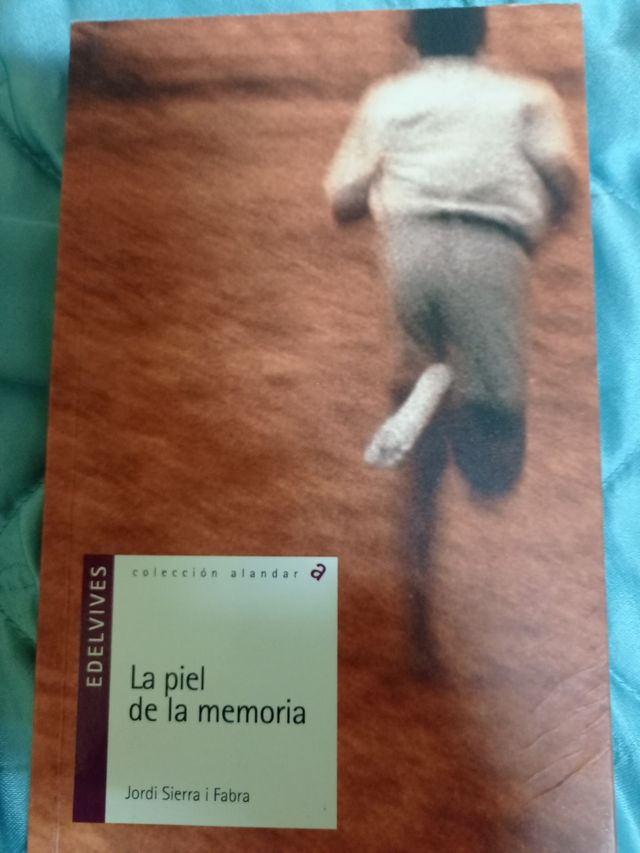 colección alandar a
EDELVIVES
La piel
de la memoria
Jordi Sierra i Fabra